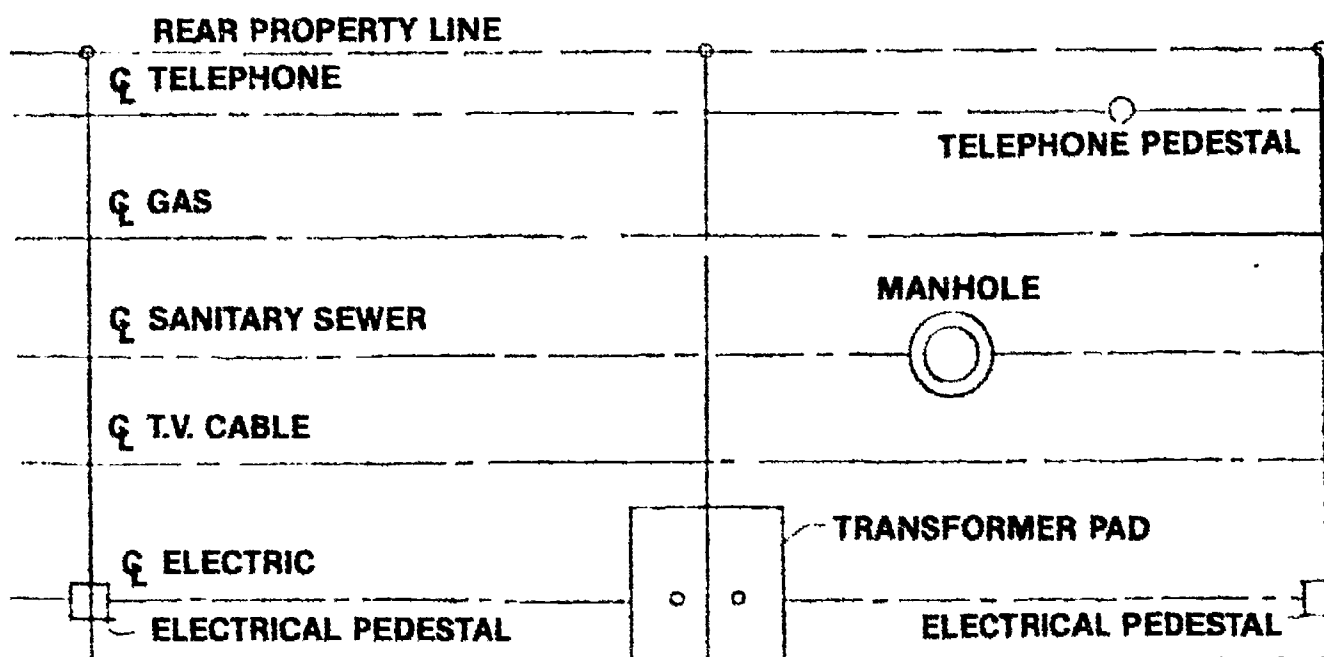 REAR PROPERTY LINE
℄ TELEPHONE
TELEPHONE PEDESTAL
℄ GAS
MANHOLE
℄ SANITARY SEWER
℄ T.V. CABLE
TRANSFORMER PAD
℄ ELECTRIC
ELECTRICAL PEDESTAL
ELECTRICAL PEDESTAL